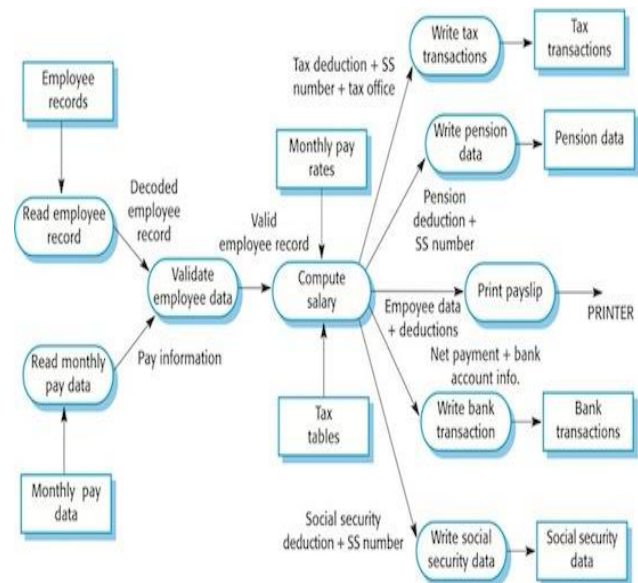 Employee
records
Read employee
record
Decoded
employee
record
Validate
employee data
Read monthly
pay data
Pay information
Monthly pay
data
Valid
employee record
Monthly pay
rates
Compute
salary
Tax
tables
Tax deduction + SS
number + tax office
Write tax
transactions
Tax
transactions
Write pension
data
Pension data
Pension
deduction +
SS number
Empoyee data
+ deductions
Print payslip
PRINTER
Net payment + bank
account info.
Write bank
transaction
Bank
transactions
Social security
deduction + SS number
Write social
security data
Social security
data